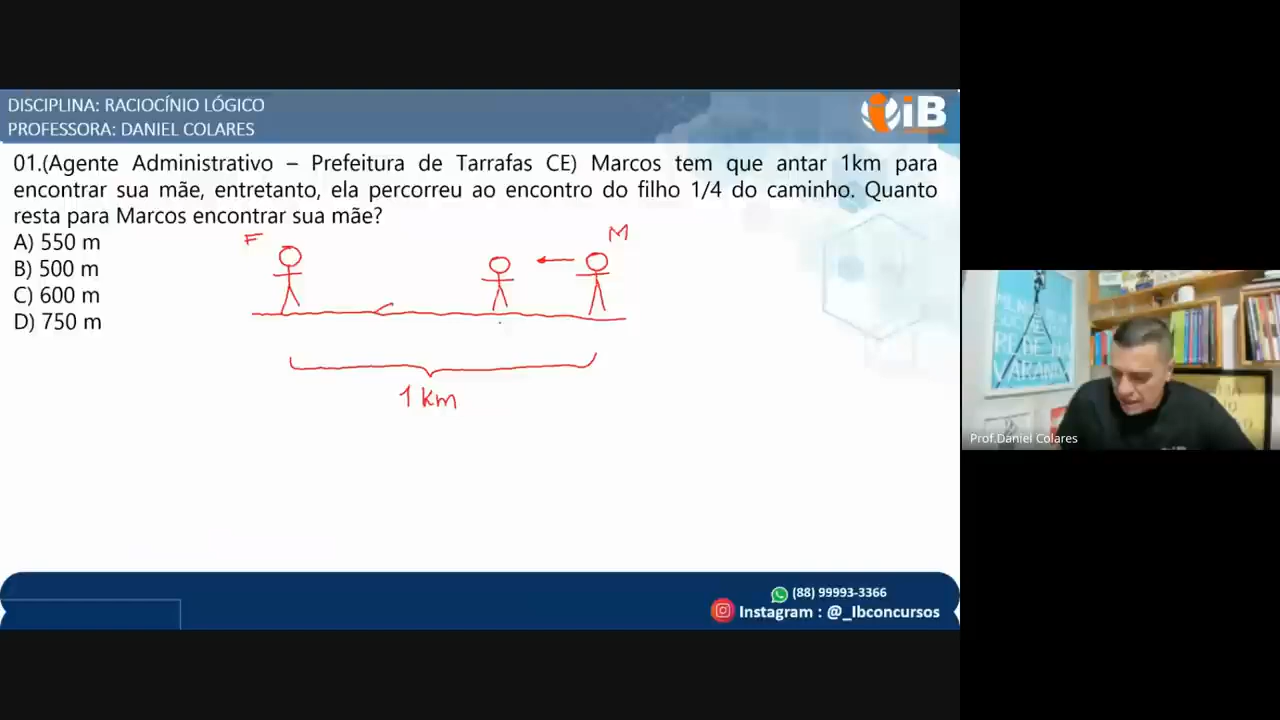 DISCIPLINA: RACIOCÍNIO LÓGICO
PROFESSORA: DANIEL COLARES
iB
01.(Agente Administrativo – Prefeitura de Tarrafas CE) Marcos tem que antar 1km para
encontrar sua mãe, entretanto, ela percorreu ao encontro do filho 1/4 do caminho. Quanto
resta para Marcos encontrar sua mãe?
A) 550 m
B) 500 m
C) 600 m
D) 750 m
F
M
1 km
(88) 99993-3366
Instagram : @_Ibconcursos
REDE
VARANDA
Prof.Daniel Colares